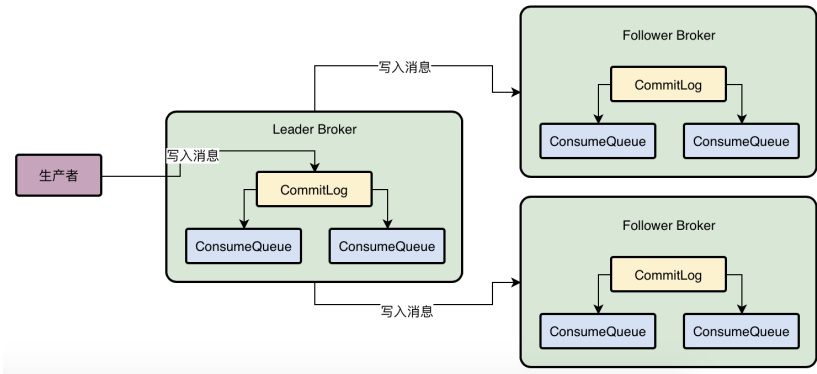 生产者
写入消息
Leader Broker
CommitLog
ConsumeQueue
ConsumeQueue
写入消息
Follower Broker
CommitLog
ConsumeQueue
ConsumeQueue
写入消息
Follower Broker
CommitLog
ConsumeQueue
ConsumeQueue